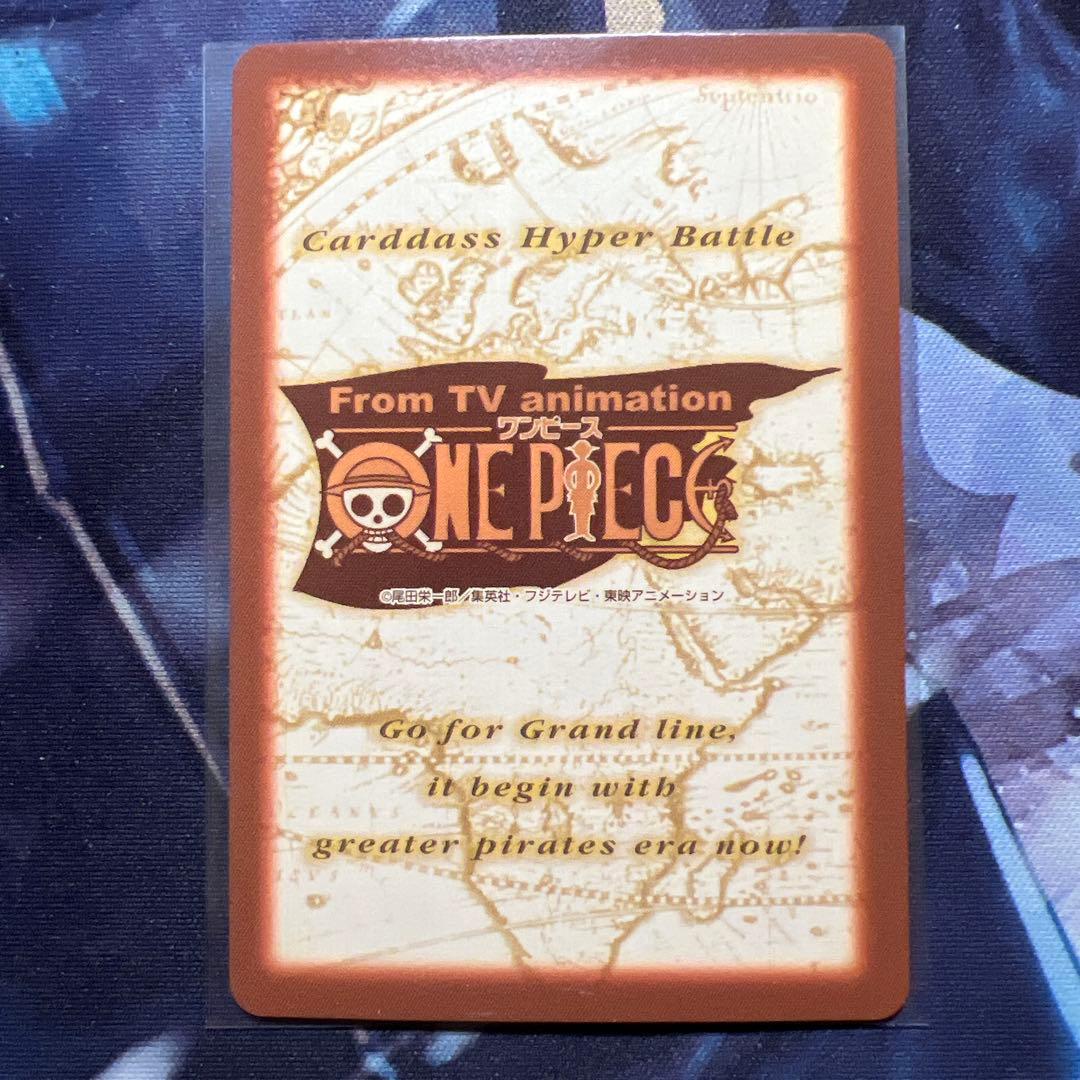 Septentrio
Carddass Hyper Battle
From TV animation
ワンピース
ONE PIECE
©尾田栄一郎／集英社・フジテレビ・東映アニメーション
Go for Grand line,
it begin with
greater pirates era now!